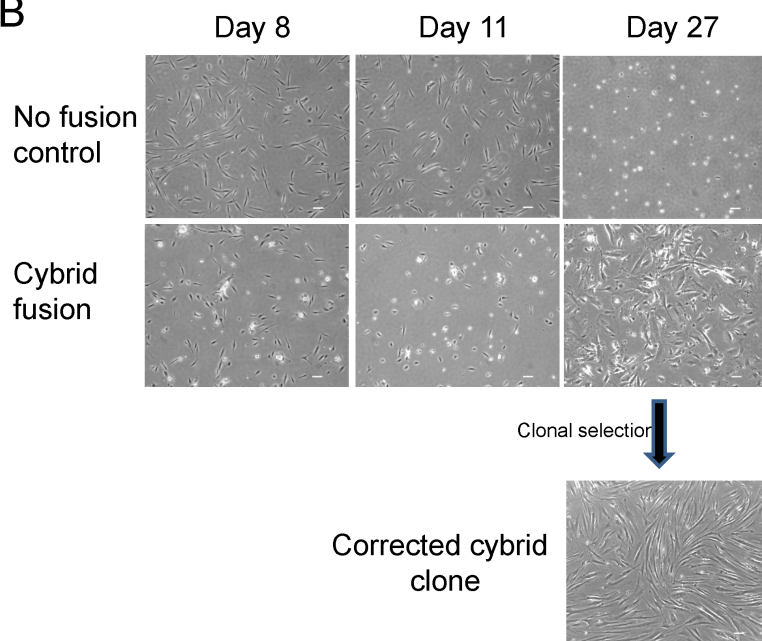 B
Day 8 Day 11 Day 27
No fusion
control
Cybrid
fusion
Clonal selection
Corrected cybrid
clone